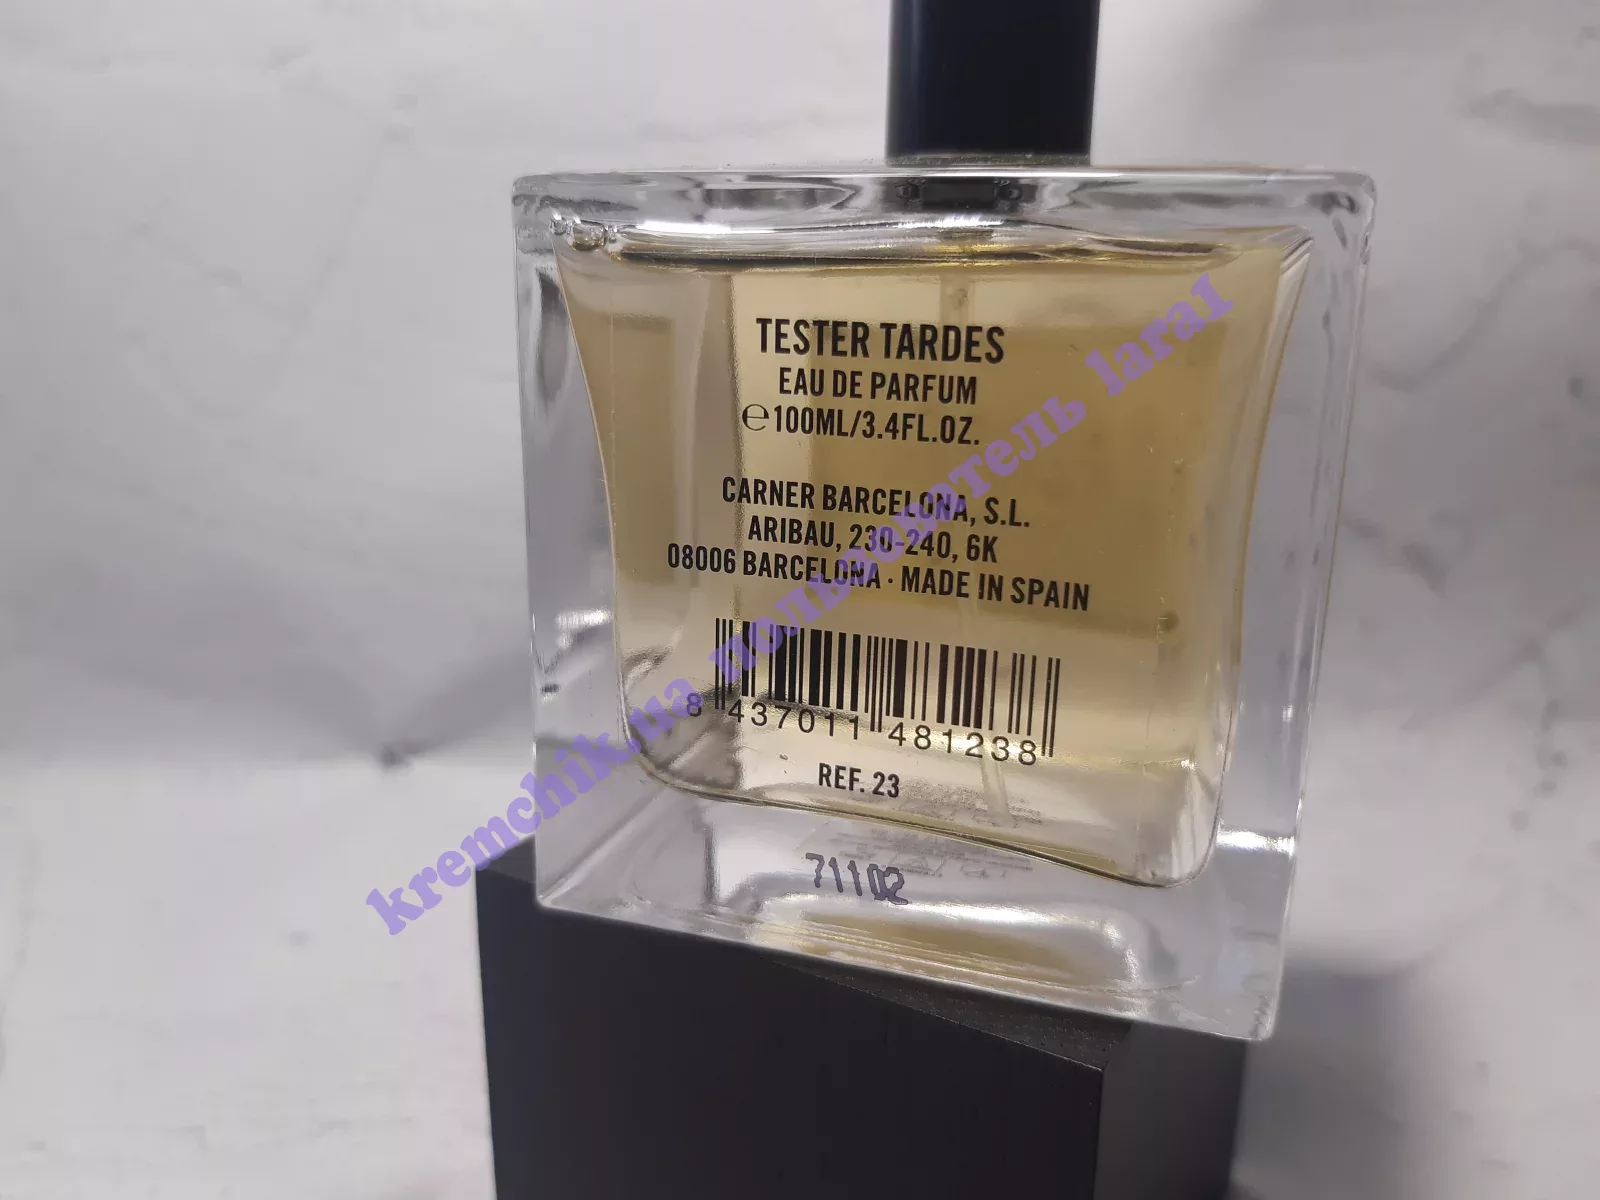 TESTER TARDES
EAU DE PARFUM
℮100ML/3.4FL.OZ.
CARNER BARCELONA, S.L.
ARIBAU, 230-240, 6K
08006 BARCELONA · MADE IN SPAIN
8 437011 481238
REF. 23
71102
kremchik.ua пользователь lara1